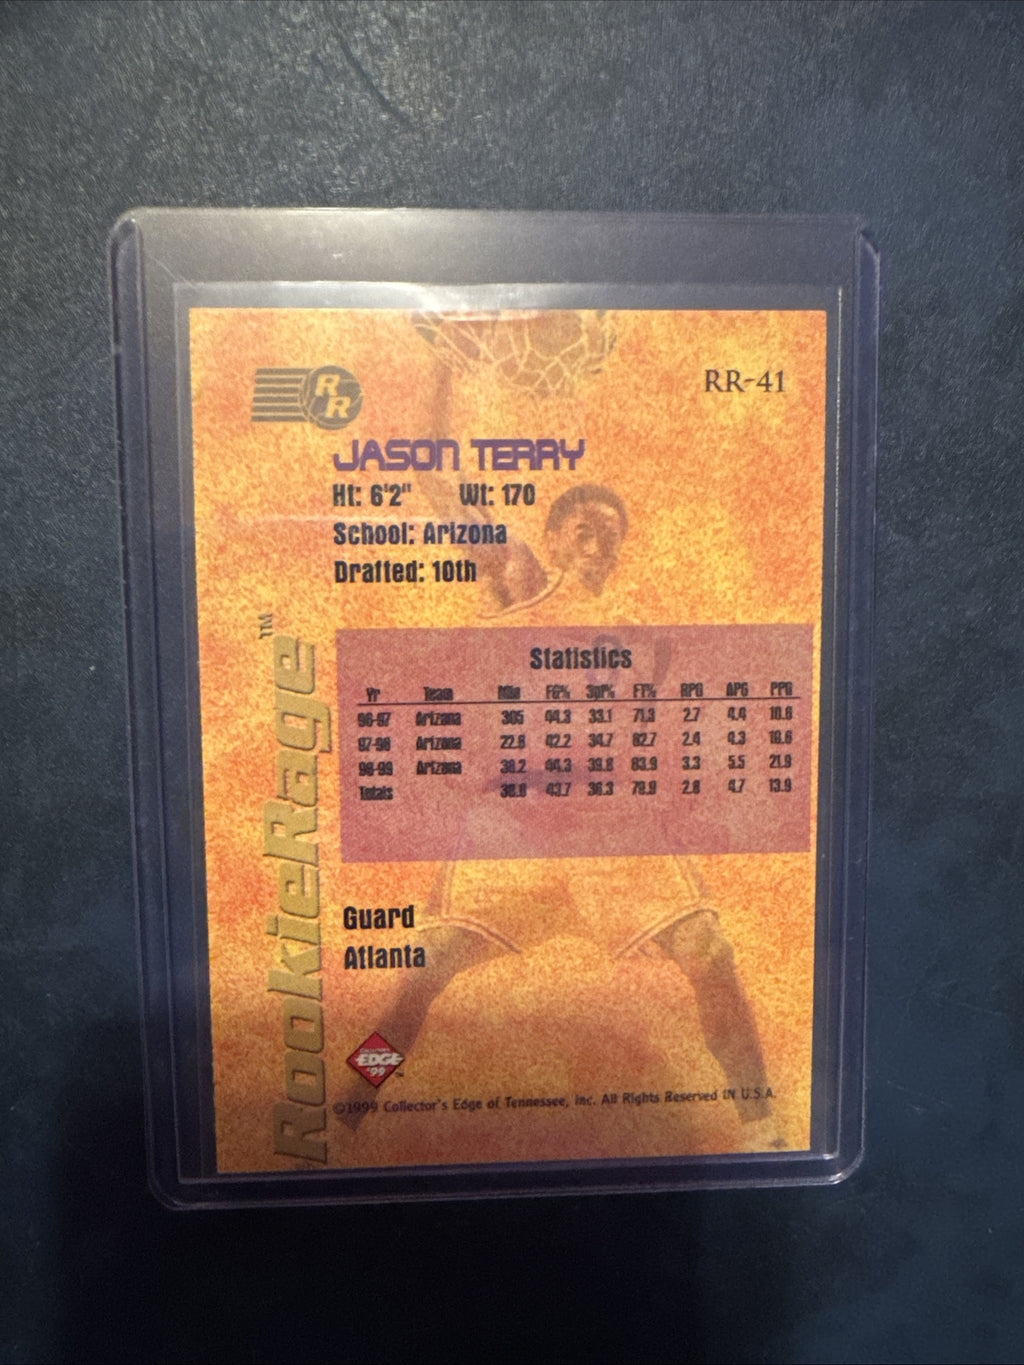 RR
RR-41
JASON TERRY
Ht: 6'2" Wt: 170
School: Arizona
Drafted: 10th
RookieRage™
Statistics
Yr Team Min FG% 3pt% FT% RPG APG PPG
96-97 Arizona 305 44.3 33.1 71.3 2.7 4.4 10.6
97-98 Arizona 22.8 42.2 34.7 82.7 2.4 4.3 10.6
98-99 Arizona 38.2 44.3 39.8 83.9 3.3 5.5 21.9
Totals 43.7 36.3 79.9 2.8 4.7 13.9
Guard
Atlanta
COLLECTOR'S
EDGE
'99
©1999 Collector's Edge of Tennessee, Inc. All Rights Reserved IN U.S.A.